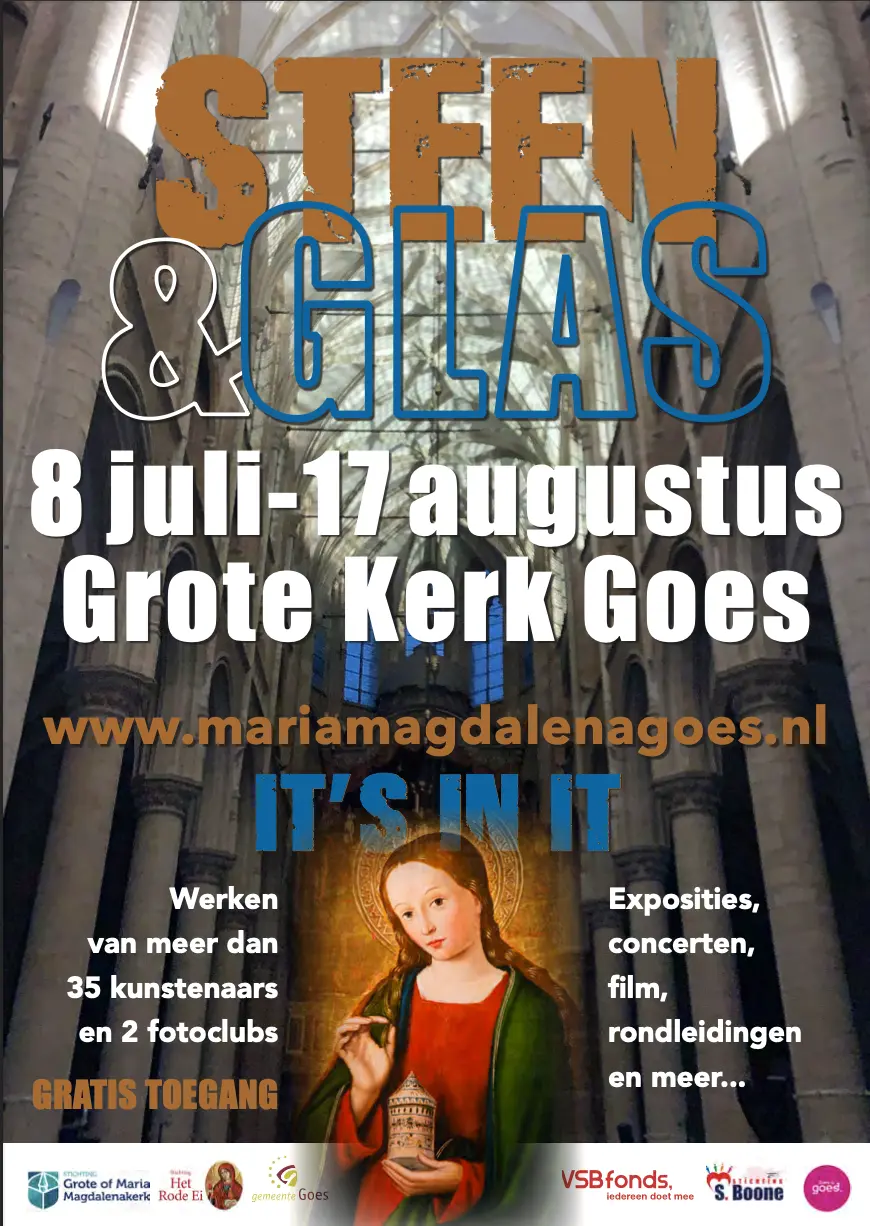 STEEN
&GLAS
8 juli-17 augustus
Grote Kerk Goes
www.mariamagdalenagoes.nl
IT'S IN IT
Werken
van meer dan
35 kunstenaars
en 2 fotoclubs
GRATIS TOEGANG
Exposities,
concerten,
film,
rondleidingen
en meer...
STICHTING
Grote of Maria
Magdalenakerk
Stichting
Het
Rode Ei
gemeente Goes
VSBfonds,
iedereen doet mee
STICHTING
S. BOONE
goes.